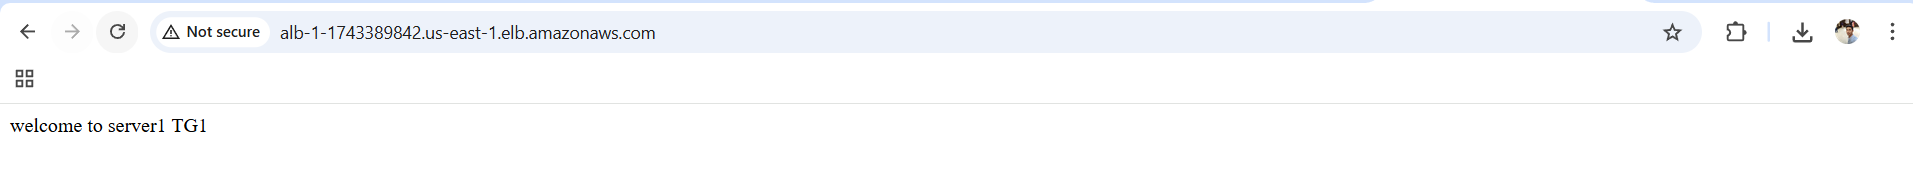 Not secure
alb-1-1743389842.us-east-1.elb.amazonaws.com
welcome to server1 TG1